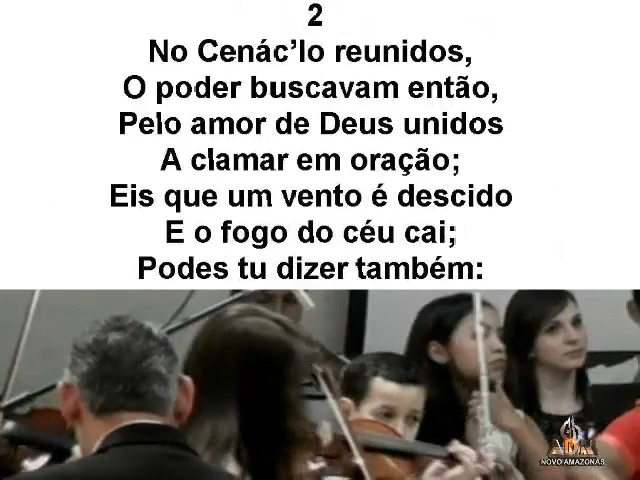 2
No Cenác’lo reunidos,
O poder buscavam então,
Pelo amor de Deus unidos
A clamar em oração;
Eis que um vento é descido
E o fogo do céu cai;
Podes tu dizer também:
NOVO AMAZONAS